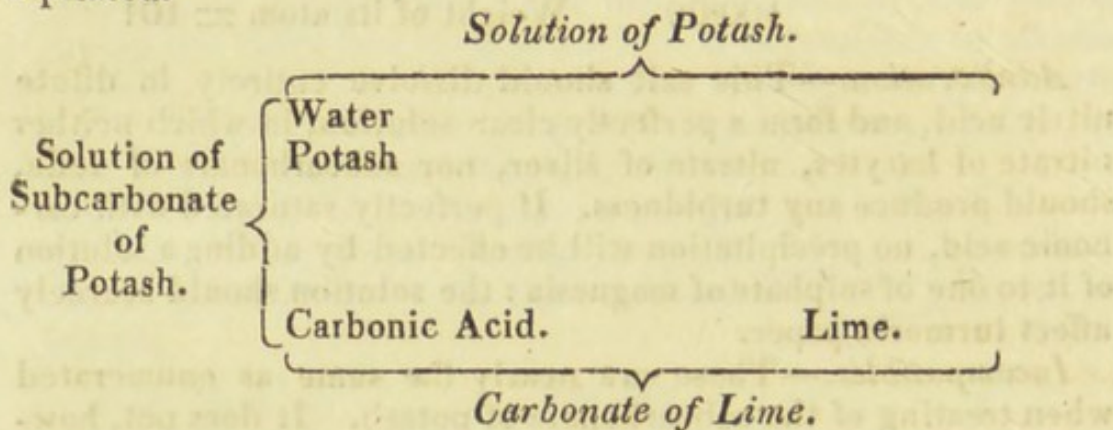 Solution of Potash.
Water
Solution of Potash
Subcarbonate
of
Potash.
Carbonic Acid. Lime.
Carbonate of Lime.